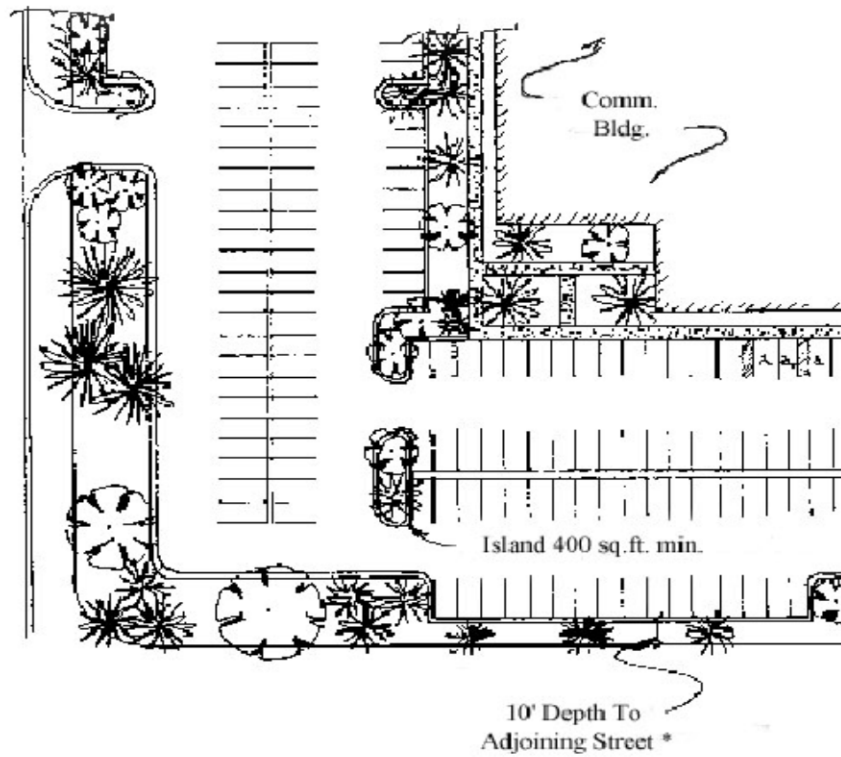 Comm.
Bldg.
Island 400 sq.ft. min.
10' Depth To
Adjoining Street *